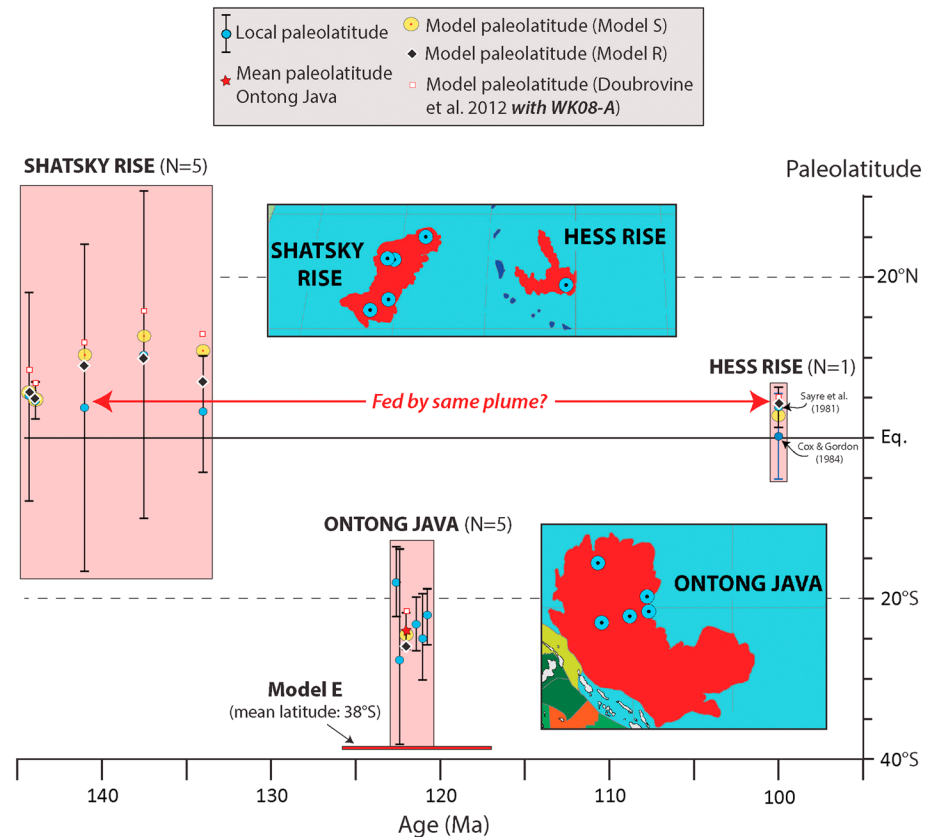 Local paleolatitude
Mean paleolatitude
Ontong Java
Model paleolatitude (Model S)
Model paleolatitude (Model R)
Model paleolatitude (Doubrovine
et al. 2012 with WK08-A)
SHATSKY RISE (N=5)
Paleolatitude
SHATSKY
RISE
HESS RISE
20°N
HESS RISE (N=1)
Fed by same plume?
Sayre et al.
(1981)
Eq.
Cox & Gordon
(1984)
ONTONG JAVA (N=5)
ONTONG JAVA
20°S
Model E
(mean latitude: 38°S)
40°S
140
130
120
110
100
Age (Ma)